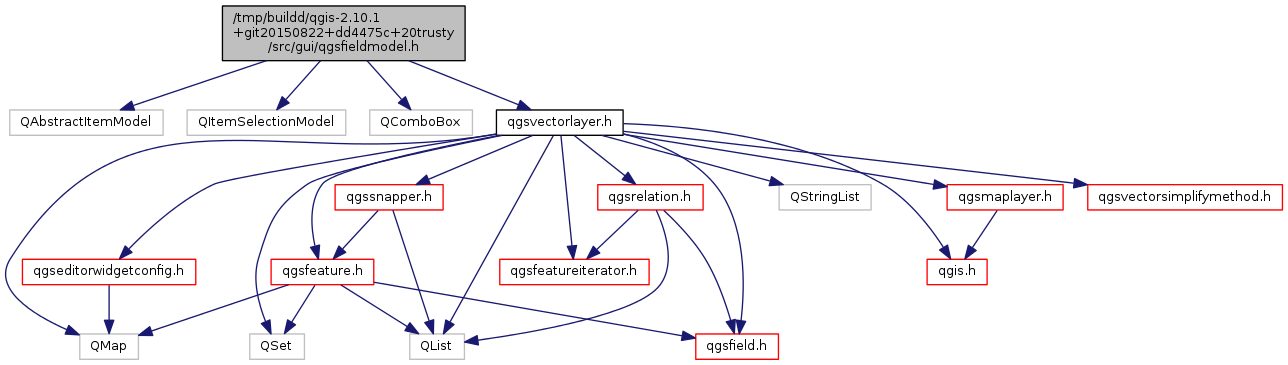 /tmp/buildd/qgis-2.10.1
+git20150822+dd4475c+20trusty
/src/gui/qgsfieldmodel.h
QAbstractItemModel
QItemSelectionModel
QComboBox
qgsvectorlayer.h
qgssnapper.h
qgsrelation.h
QStringList
qgsmaplayer.h
qgsvectorsimplifymethod.h
qgseditorwidgetconfig.h
qgsfeature.h
qgsfeatureiterator.h
qgis.h
QMap
QSet
QList
qgsfield.h